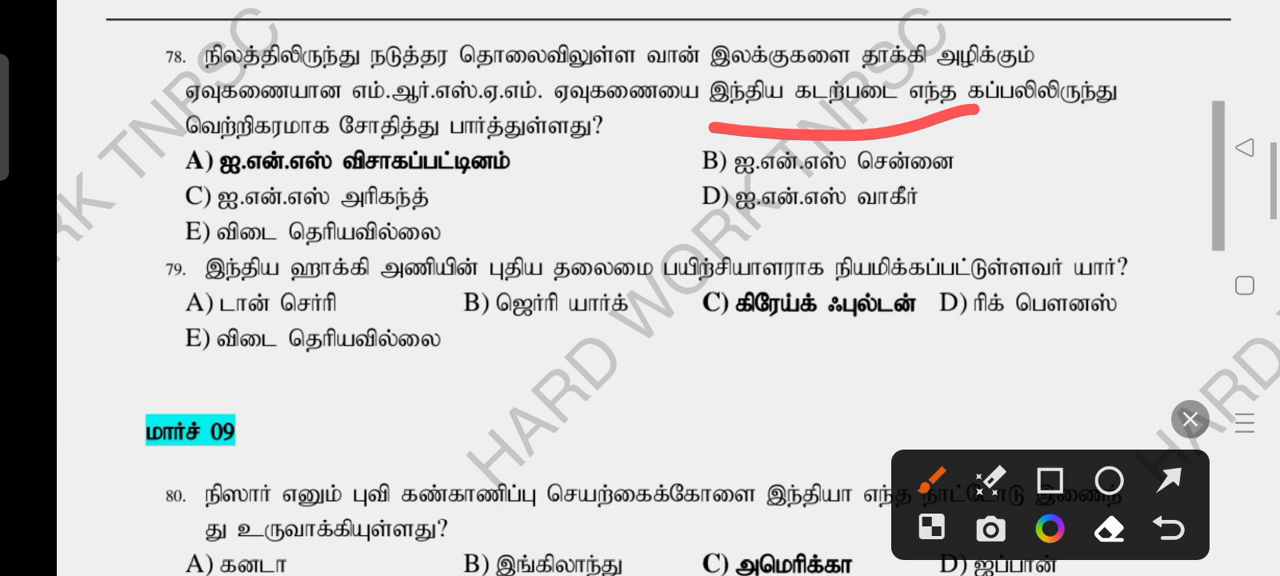 78. நிலத்திலிருந்து நடுத்தர தொலைவிலுள்ள வான் இலக்குகளை தாக்கி அழிக்கும்
ஏவுகணையான எம்.ஆர்.எஸ்.ஏ.எம். ஏவுகணையை இந்திய கடற்படை எந்த கப்பலிலிருந்து
வெற்றிகரமாக சோதித்து பார்த்துள்ளது?
A) ஐ.என்.எஸ் விசாகப்பட்டினம் B) ஐ.என்.எஸ் சென்னை
C) ஐ.என்.எஸ் அரிகந்த் D) ஐ.என்.எஸ் வாகீர்
E) விடை தெரியவில்லை
79. இந்திய ஹாக்கி அணியின் புதிய தலைமை பயிற்சியாளராக நியமிக்கப்பட்டுள்ளவர் யார்?
A) டான் செர்ரி B) ஜெர்ரி யார்க் C) கிரேய்க் ஃபுல்டன் D) ரிக் பௌனஸ்
E) விடை தெரியவில்லை
மார்ச் 09
80. நிஸார் எனும் புவி கண்காணிப்பு செயற்கைக்கோளை இந்தியா எந்த நாட்டோடு இணைந்
து உருவாக்கியுள்ளது?
A) கனடா B) இங்கிலாந்து C) அமெரிக்கா D) ஜப்பான்
HARD WORK TNPSC